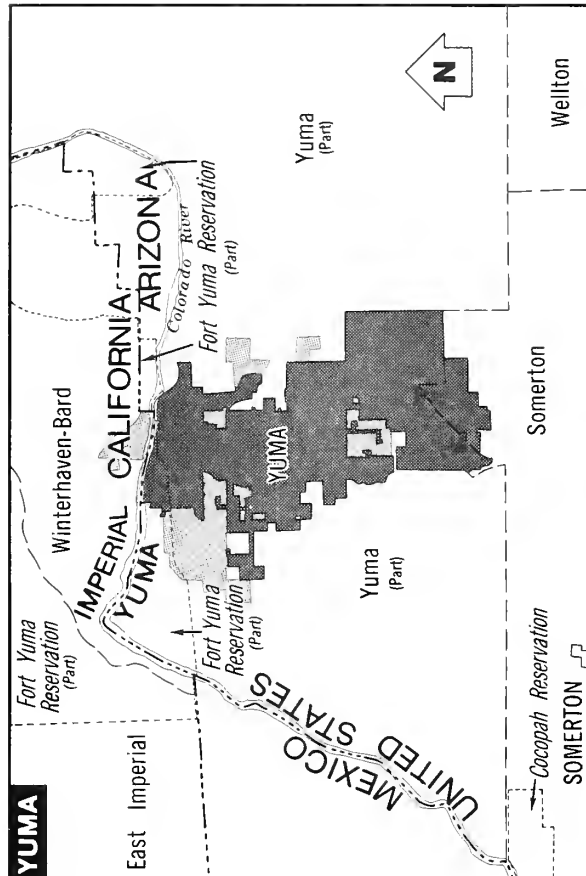 YUMA
East Imperial
Fort Yuma
Reservation
(Part)
Winterhaven-Bard
IMPERIAL CALIFORNIA
YUMA ARIZONA
Colorado River
Fort Yuma Reservation
(Part)
Fort Yuma
Reservation
(Part)
MEXICO
UNITED STATES
YUMA
Yuma
(Part)
Yuma
(Part)
N
Cocopah Reservation
SOMERTON
Somerton
Wellton